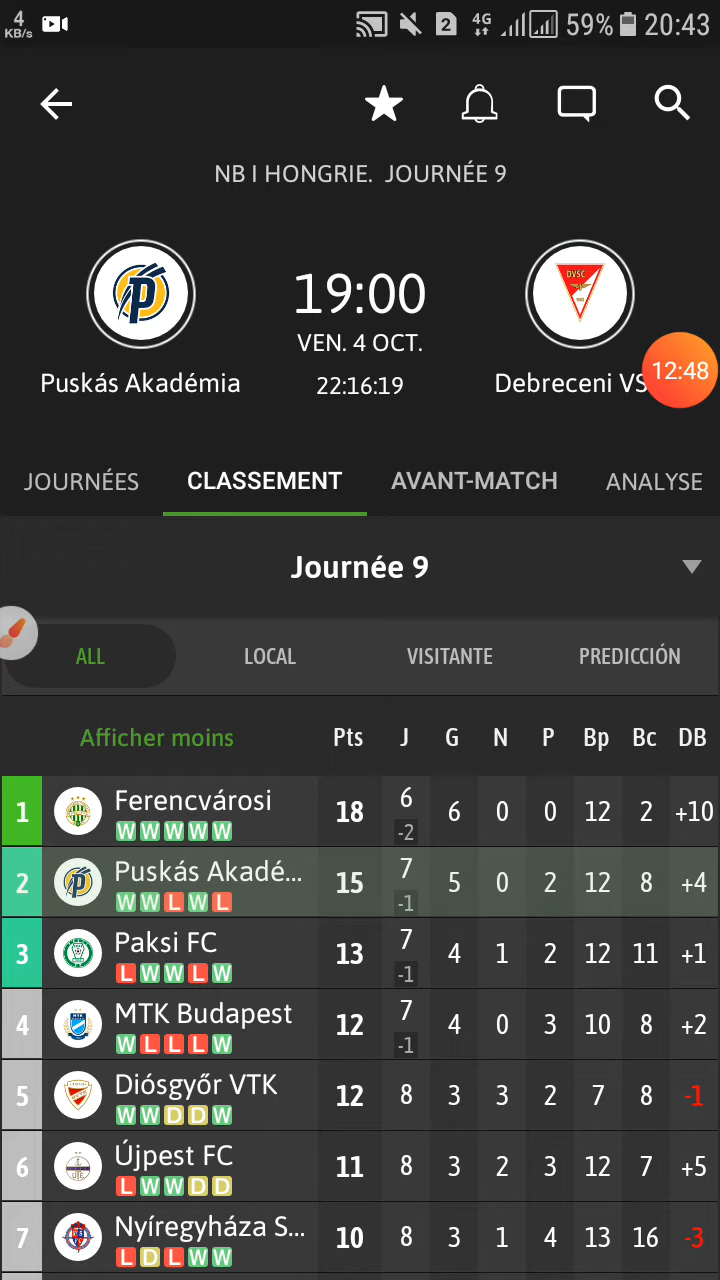 4
KB/s
2
4G
59%
20:43
NB I HONGRIE. JOURNÉE 9
DVSC
19:00
VEN. 4 OCT.
Puskás Akadémia
22:16:19
Debreceni VS
12:48
JOURNÉES
CLASSEMENT
AVANT-MATCH
ANALYSE
Journée 9
ALL
LOCAL
VISITANTE
PREDICCIÓN
Afficher moins Pts J G N P Bp Bc DB
1 Ferencvárosi 18 6 6 0 0 12 2 +10
W W W W W -2
2 Puskás Akadé... 15 7 5 0 2 12 8 +4
W W L W L -1
3 Paksi FC 13 7 4 1 2 12 11 +1
L W W L W -1
4 MTK Budapest 12 7 4 0 3 10 8 +2
W L L L W -1
5 Diósgyőr VTK 12 8 3 3 2 7 8 -1
W W D D W
6 Újpest FC 11 8 3 2 3 12 7 +5
L W W D D
7 Nyíregyháza S... 10 8 3 1 4 13 16 -3
L D L W W